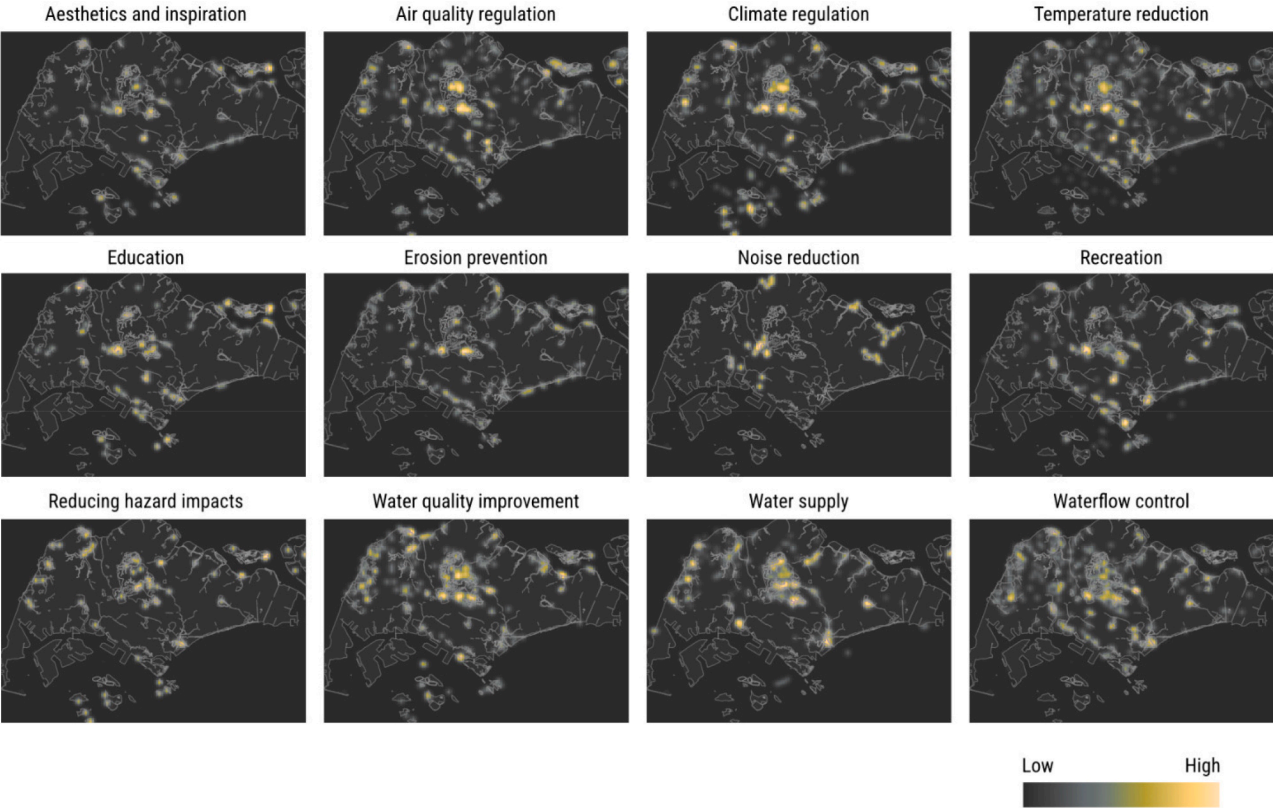 Aesthetics and inspiration
Air quality regulation
Climate regulation
Temperature reduction
Education
Erosion prevention
Noise reduction
Recreation
Reducing hazard impacts
Water quality improvement
Water supply
Waterflow control
Low
High